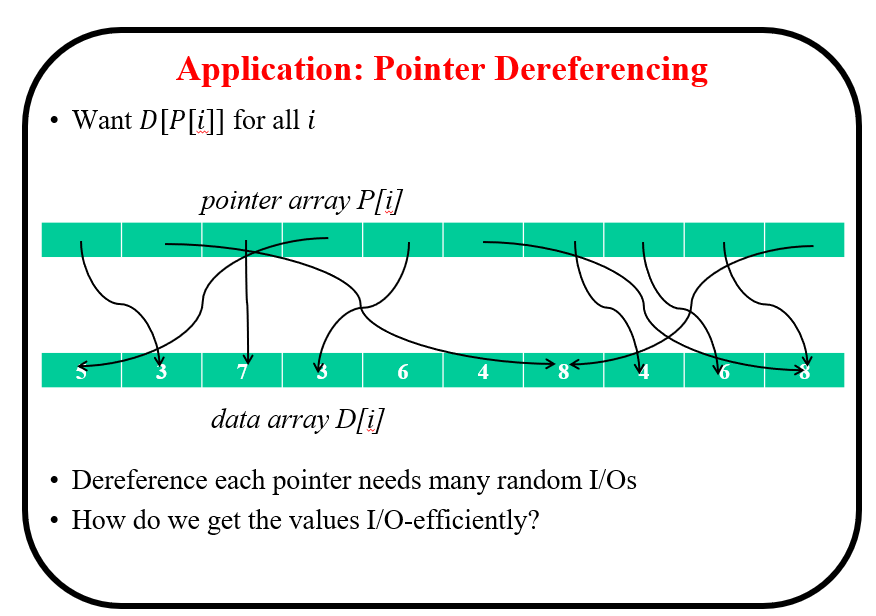 Application: Pointer Dereferencing
• Want D[P[i]] for all i
pointer array P[i]
5 3 7 3 6 4 8 4 6 8
data array D[i]
• Dereference each pointer needs many random I/Os
• How do we get the values I/O-efficiently?